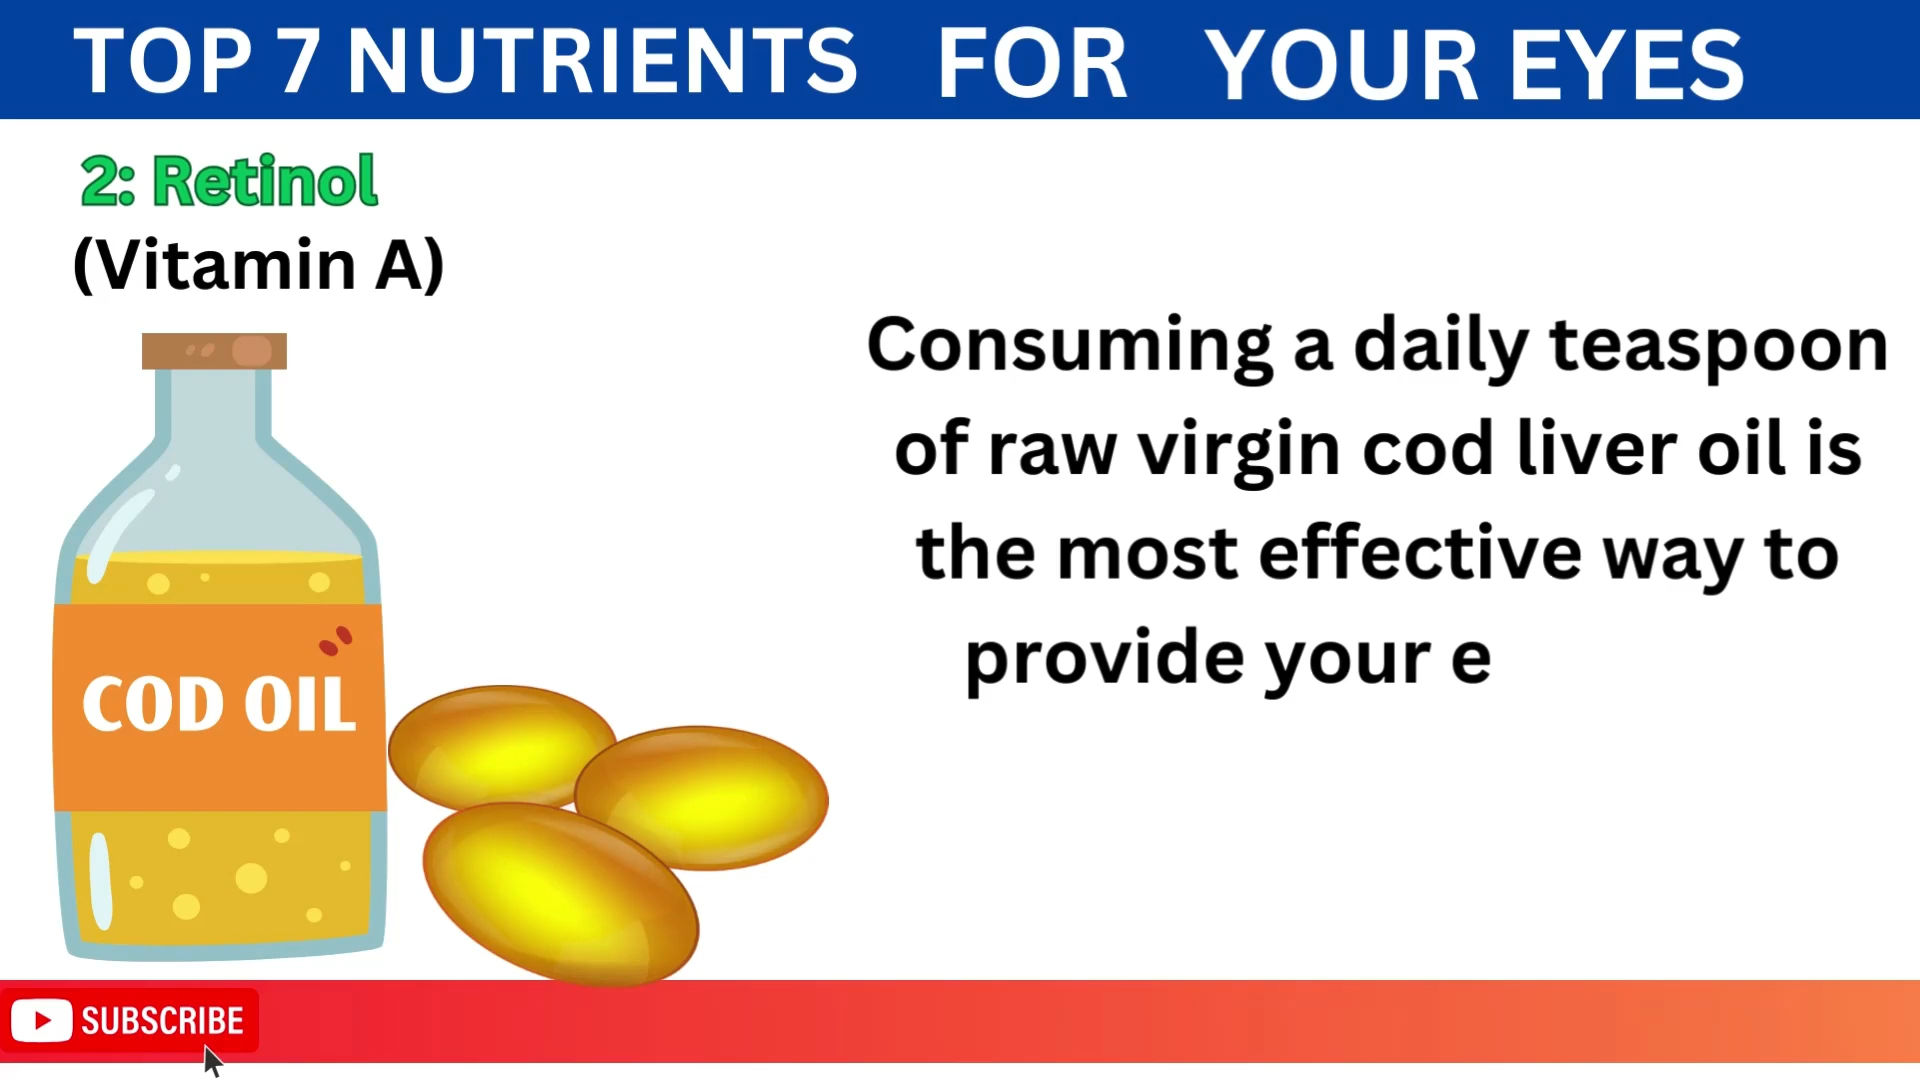 TOP 7 NUTRIENTS FOR YOUR EYES
2: Retinol
(Vitamin A)
Consuming a daily teaspoon
of raw virgin cod liver oil is
the most effective way to
provide your e
COD OIL
SUBSCRIBE